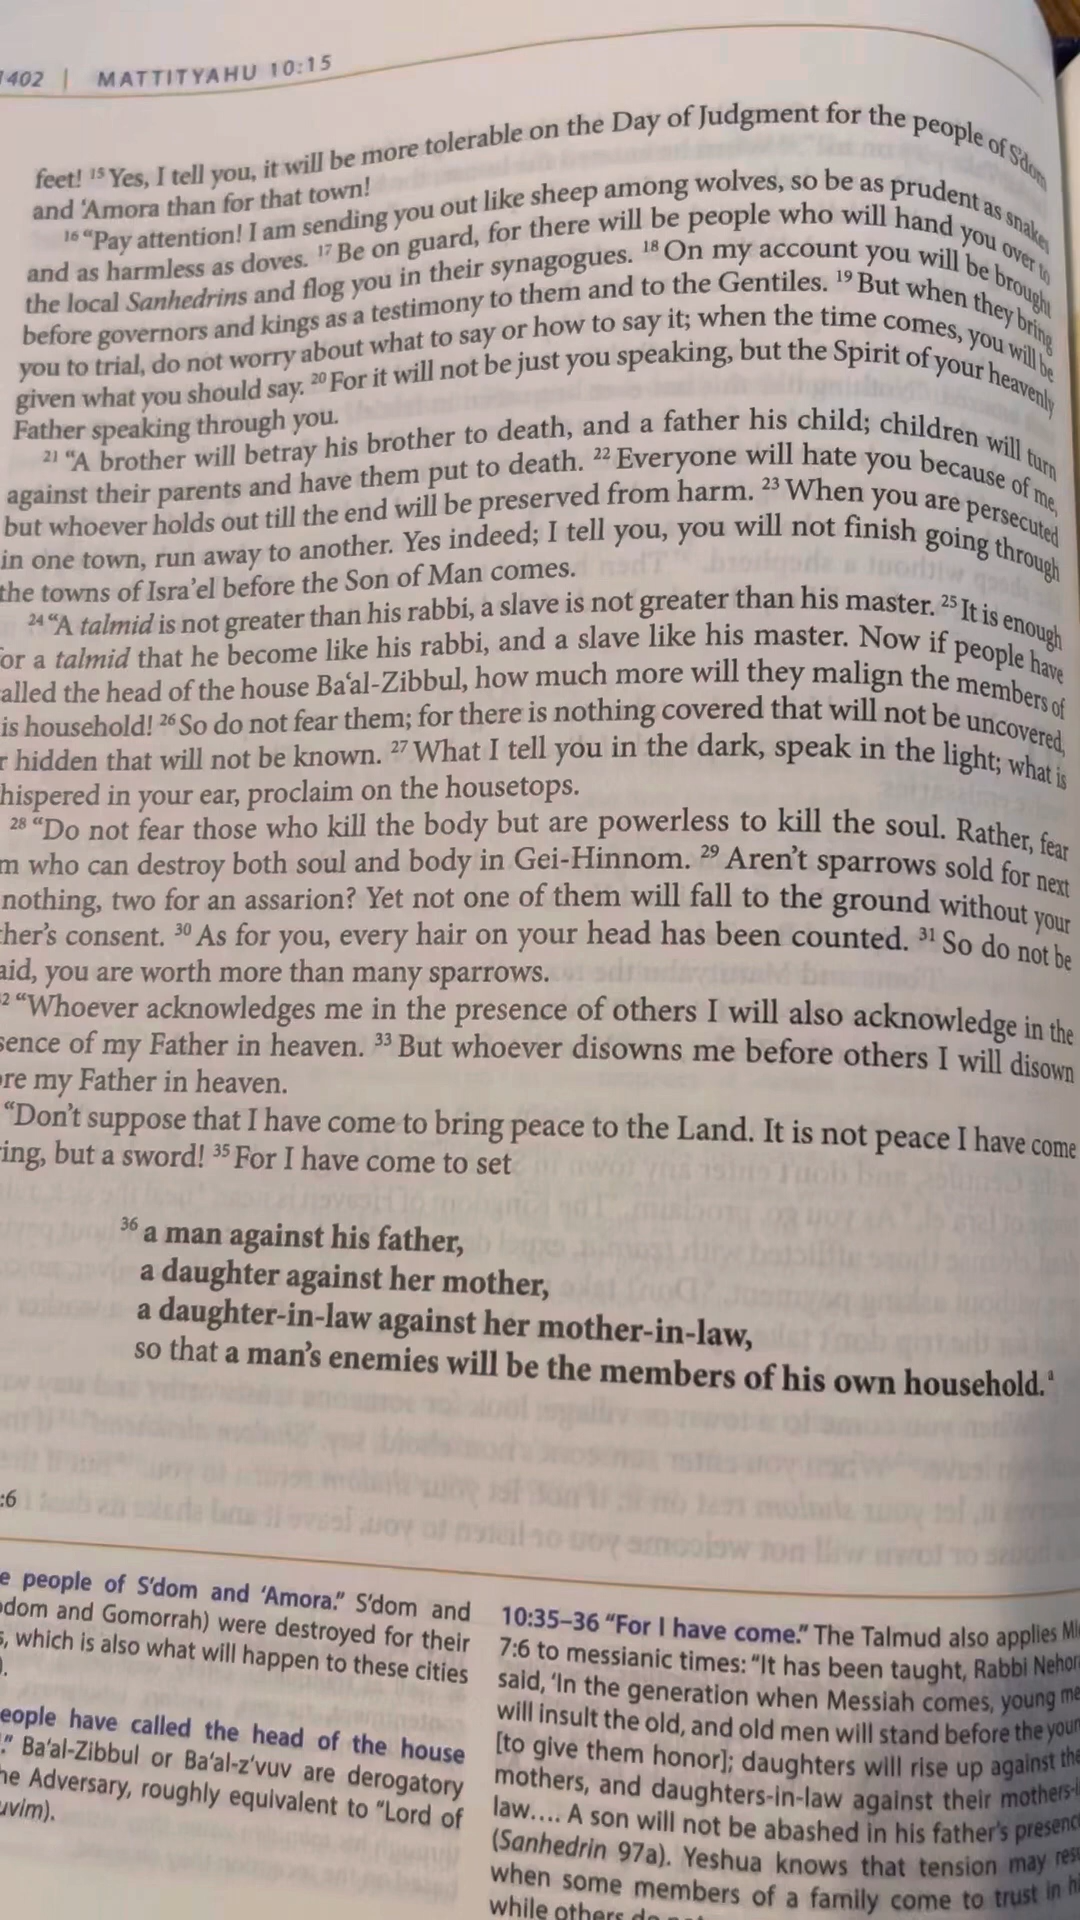 1402 | MATTITYAHU 10:15
feet! 15 Yes, I tell you, it will be more tolerable on the Day of Judgment for the people of S'dom
and 'Amora than for that town!
16 “Pay attention! I am sending you out like sheep among wolves, so be as prudent as snakes
and as harmless as doves. 17 Be on guard, for there will be people who will hand you over to
the local Sanhedrins and flog you in their synagogues. 18 On my account you will be brought
before governors and kings as a testimony to them and to the Gentiles. 19 But when they bring
you to trial, do not worry about what to say or how to say it; when the time comes, you will be
given what you should say. 20 For it will not be just you speaking, but the Spirit of your heavenly
Father speaking through you.
21 “A brother will betray his brother to death, and a father his child; children will turn
against their parents and have them put to death. 22 Everyone will hate you because of me,
but whoever holds out till the end will be preserved from harm. 23 When you are persecuted
in one town, run away to another. Yes indeed; I tell you, you will not finish going through
the towns of Isra'el before the Son of Man comes.
24 “A talmid is not greater than his rabbi, a slave is not greater than his master. 25 It is enough
or a talmid that he become like his rabbi, and a slave like his master. Now if people have
alled the head of the house Ba'al-Zibbul, how much more will they malign the members of
is household! 26 So do not fear them; for there is nothing covered that will not be uncovered,
r hidden that will not be known. 27 What I tell you in the dark, speak in the light; what is
hispered in your ear, proclaim on the housetops.
28 “Do not fear those who kill the body but are powerless to kill the soul. Rather, fear
m who can destroy both soul and body in Gei-Hinnom. 29 Aren't sparrows sold for next
nothing, two for an assarion? Yet not one of them will fall to the ground without your
her's consent. 30 As for you, every hair on your head has been counted. 31 So do not be
aid, you are worth more than many sparrows.
2 “Whoever acknowledges me in the presence of others I will also acknowledge in the
sence of my Father in heaven. 33 But whoever disowns me before others I will disown
re my Father in heaven.
“Don't suppose that I have come to bring peace to the Land. It is not peace I have come
ing, but a sword! 35 For I have come to set
36 a man against his father,
a daughter against her mother,
a daughter-in-law against her mother-in-law,
so that a man's enemies will be the members of his own household.a
:6
e people of S'dom and 'Amora.” S'dom and
dom and Gomorrah) were destroyed for their
s, which is also what will happen to these cities
).
eople have called the head of the house
.” Ba'al-Zibbul or Ba'al-z'vuv are derogatory
he Adversary, roughly equivalent to “Lord of
uvim).
10:35–36 “For I have come.” The Talmud also applies Mi
7:6 to messianic times: “It has been taught, Rabbi Nehor
said, 'In the generation when Messiah comes, young me
will insult the old, and old men will stand before the youn
[to give them honor]; daughters will rise up against the
mothers, and daughters-in-law against their mothers-i
law.... A son will not be abashed in his father's presenc
(Sanhedrin 97a). Yeshua knows that tension may res
when some members of a family come to trust in hi
while others do